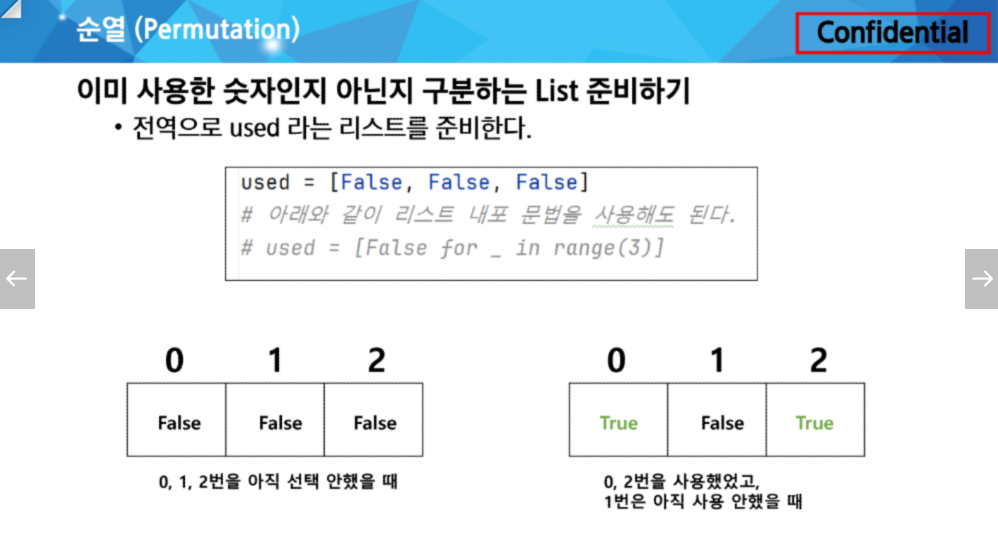 순열 (Permutation)
Confidential
이미 사용한 숫자인지 아닌지 구분하는 List 준비하기
• 전역으로 used 라는 리스트를 준비한다.
used = [False, False, False]
# 아래와 같이 리스트 내포 문법을 사용해도 된다.
# used = [False for _ in range(3)]
0 1 2
False False False
0, 1, 2번을 아직 선택 안했을 때
0 1 2
True False True
0, 2번을 사용했었고,
1번은 아직 사용 안했을 때